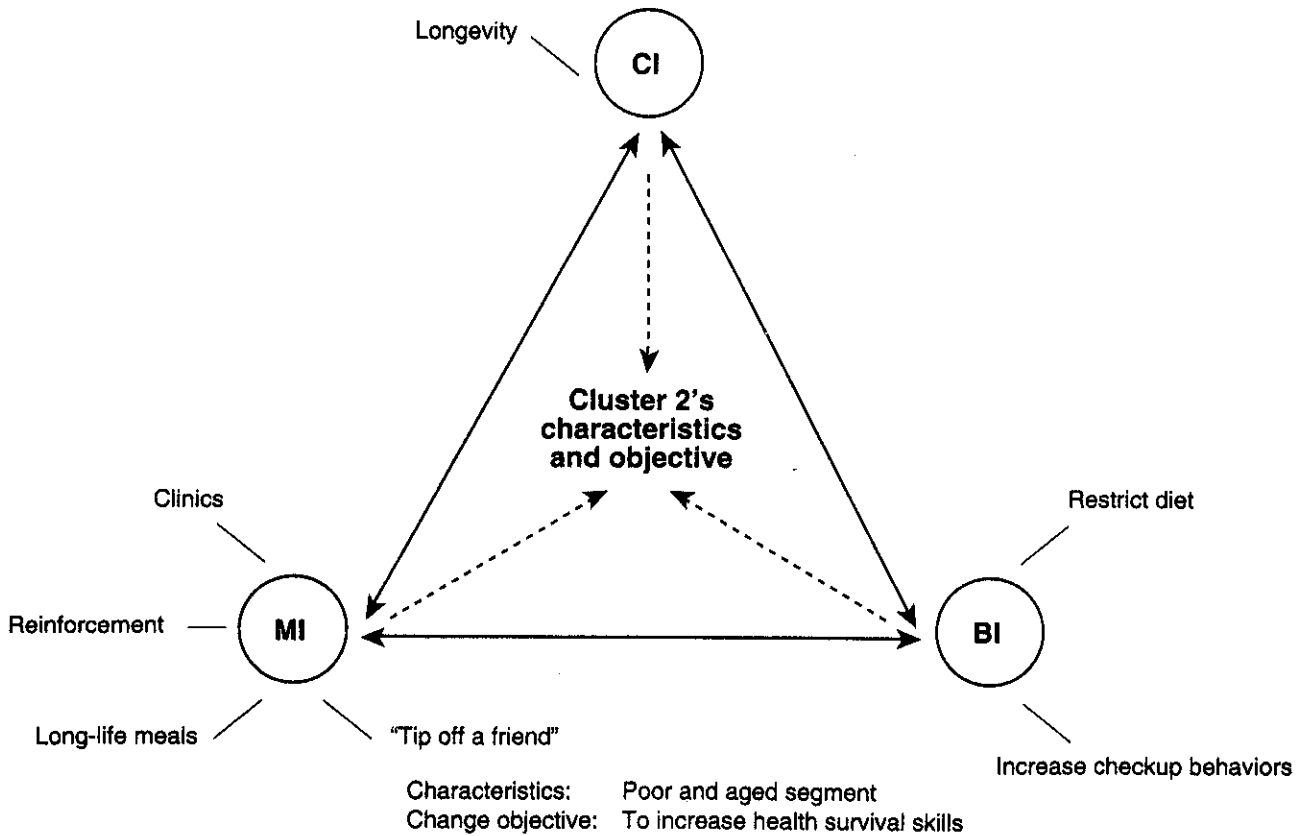 Longevity
CI
Cluster 2's
characteristics
and objective
Clinics
Restrict diet
Reinforcement
MI
BI
Long-life meals
“Tip off a friend”
Increase checkup behaviors
Characteristics: Poor and aged segment
Change objective: To increase health survival skills